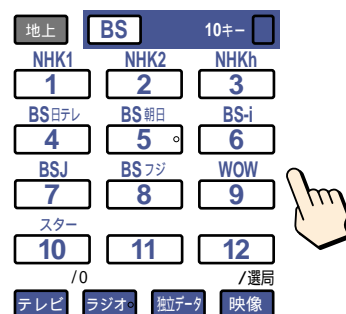 地上 BS 10キー
NHK1 NHK2 NHKh
1 2 3
BS日テレ BS朝日 BS-i
4 5 6
BSJ BSフジ WOW
7 8 9
スター
10 11 12
/0 /選局
テレビ ラジオ 独立データ 映像